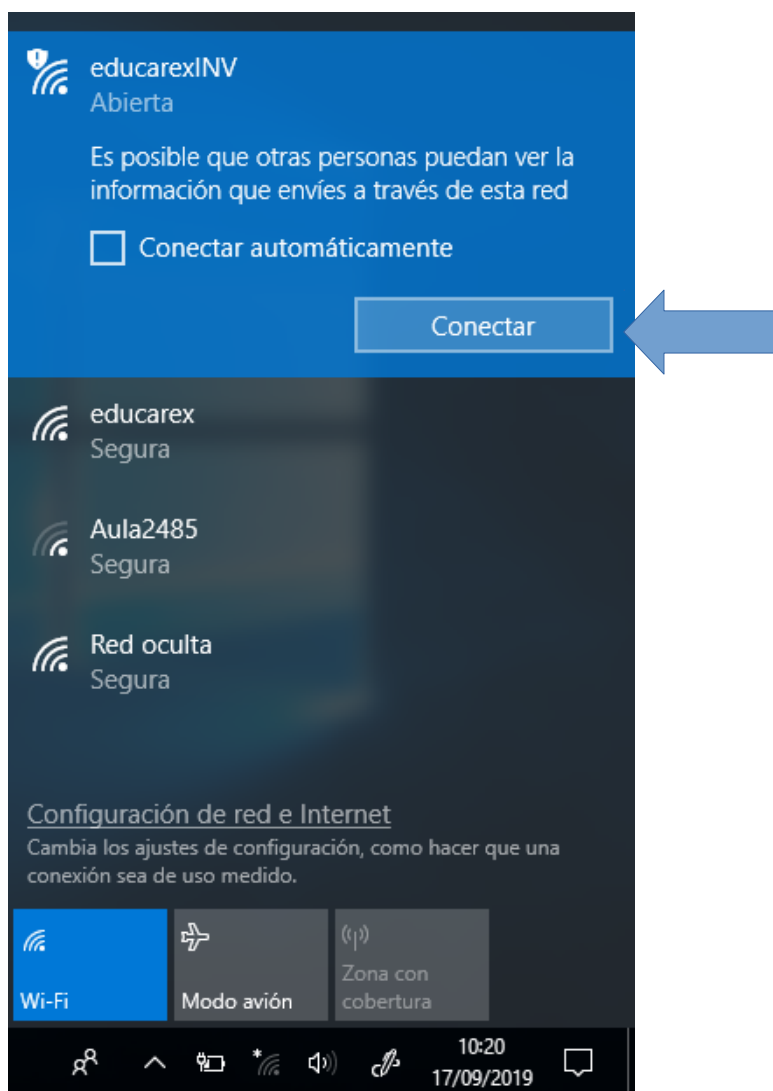 educarexINV
Abierta
Es posible que otras personas puedan ver la
información que envíes a través de esta red
Conectar automáticamente
Conectar
educarex
Segura
Aula2485
Segura
Red oculta
Segura
Configuración de red e Internet
Cambia los ajustes de configuración, como hacer que una
conexión sea de uso medido.
Wi-Fi
Modo avión
Zona con
cobertura
10:20
17/09/2019